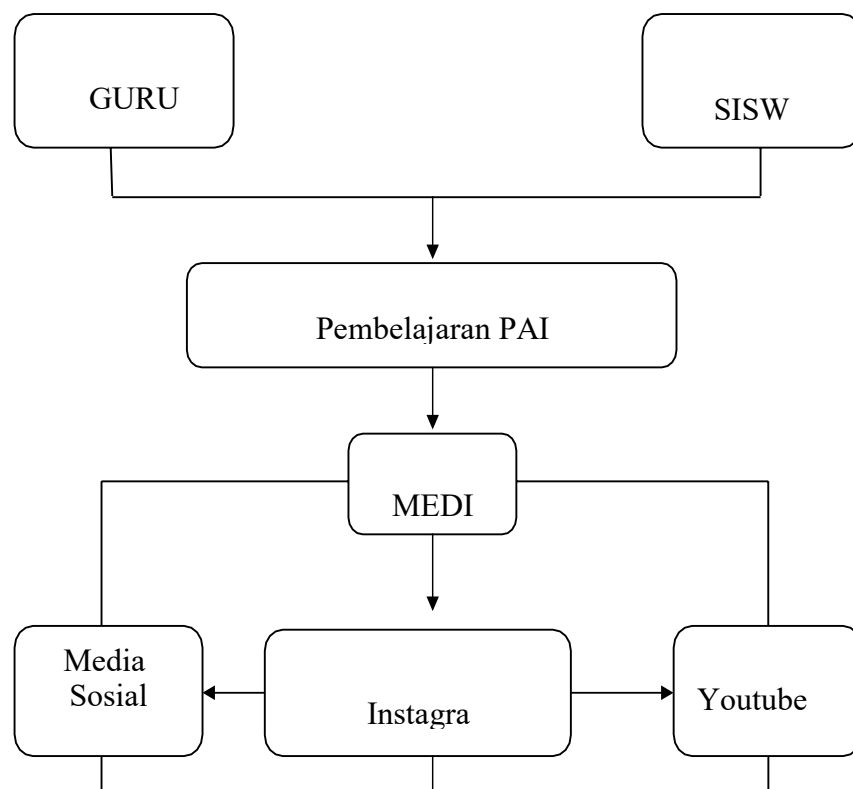 GURU
SISW
Pembelajaran PAI
MEDI
Media
Sosial
Instagra
Youtube